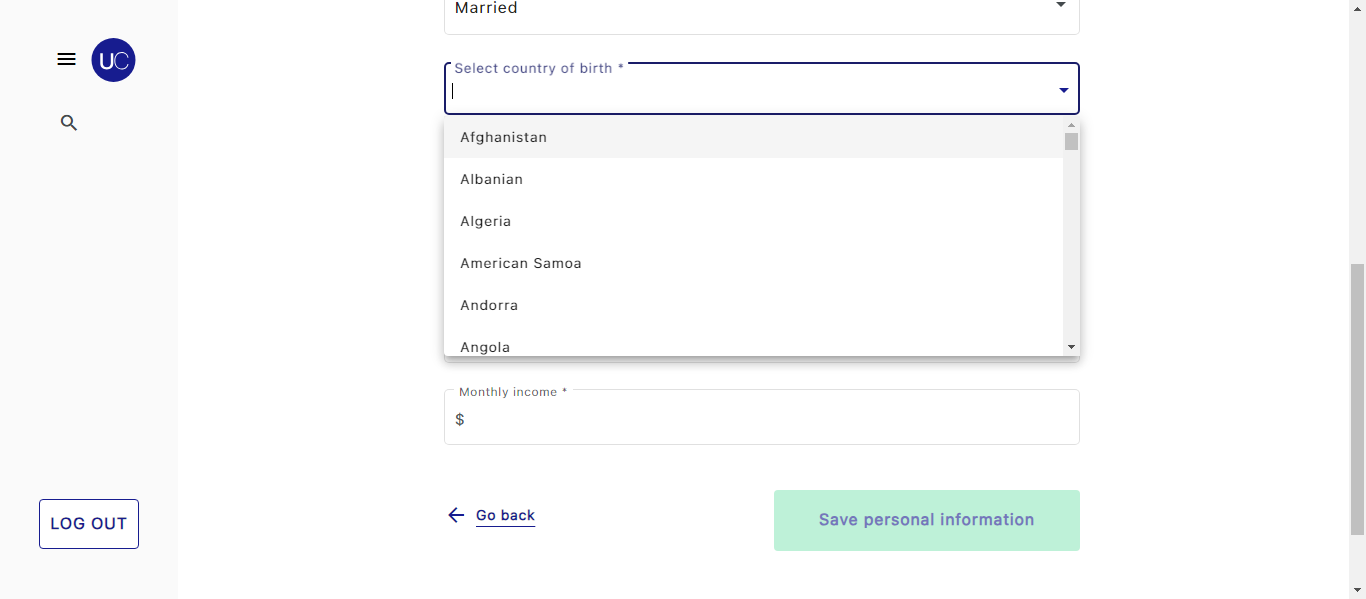 Married
UC
Select country of birth *
Afghanistan
Albanian
Algeria
American Samoa
Andorra
Angola
Monthly income *
$
Go back
Save personal information
LOG OUT